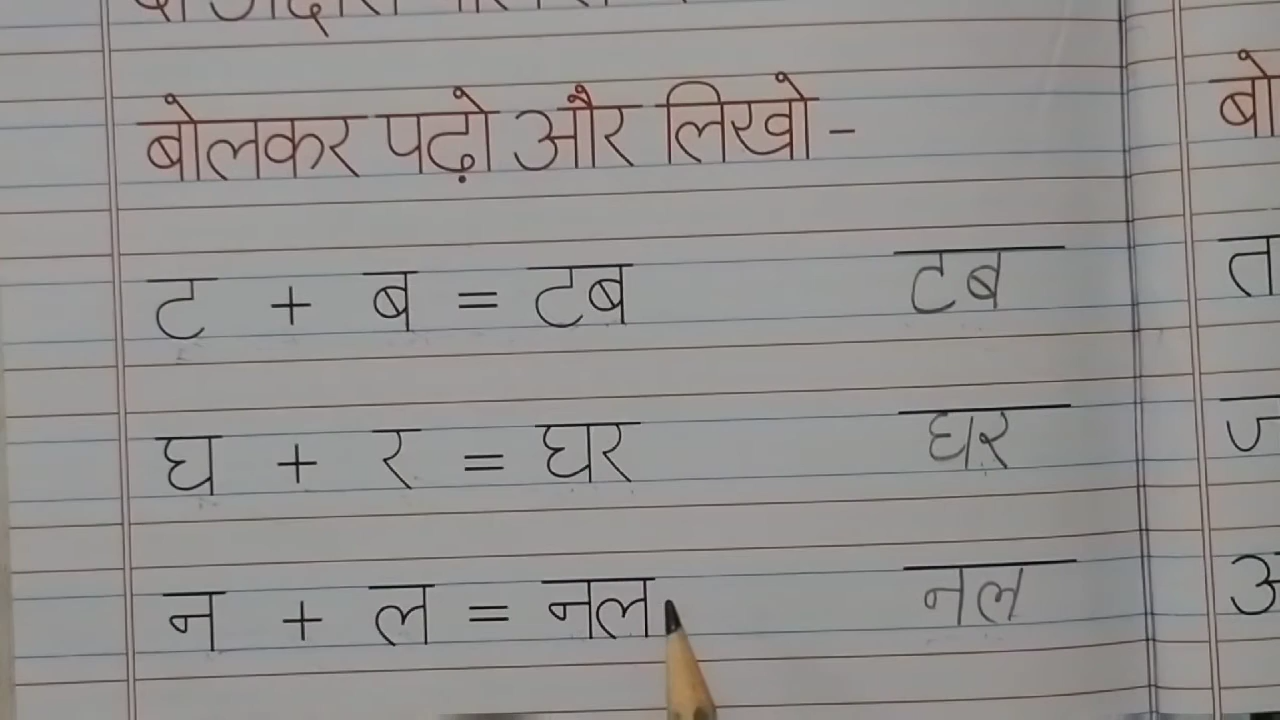 बोलकर पढ़ो और लिखो -
ट + ब = टब टब
घ + र = घर घर
न + ल = नल नल